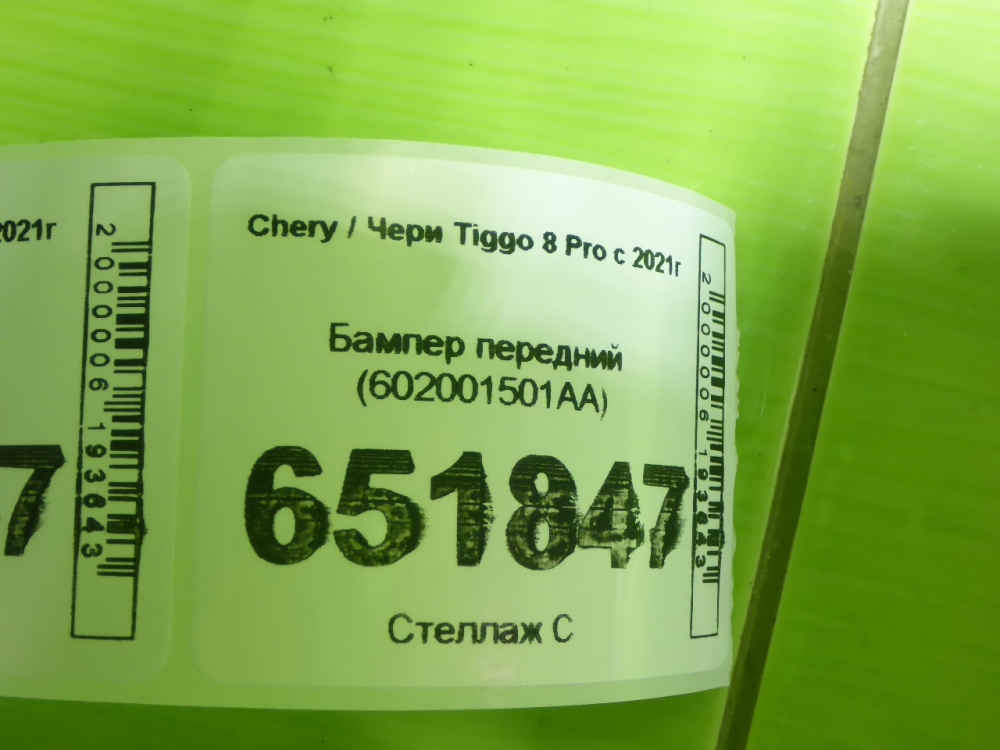 2021г
2000006193643
7
Chery / Чери Tiggo 8 Pro с 2021г
Бампер передний
(602001501AA)
651847
Стеллаж C
2000006193643